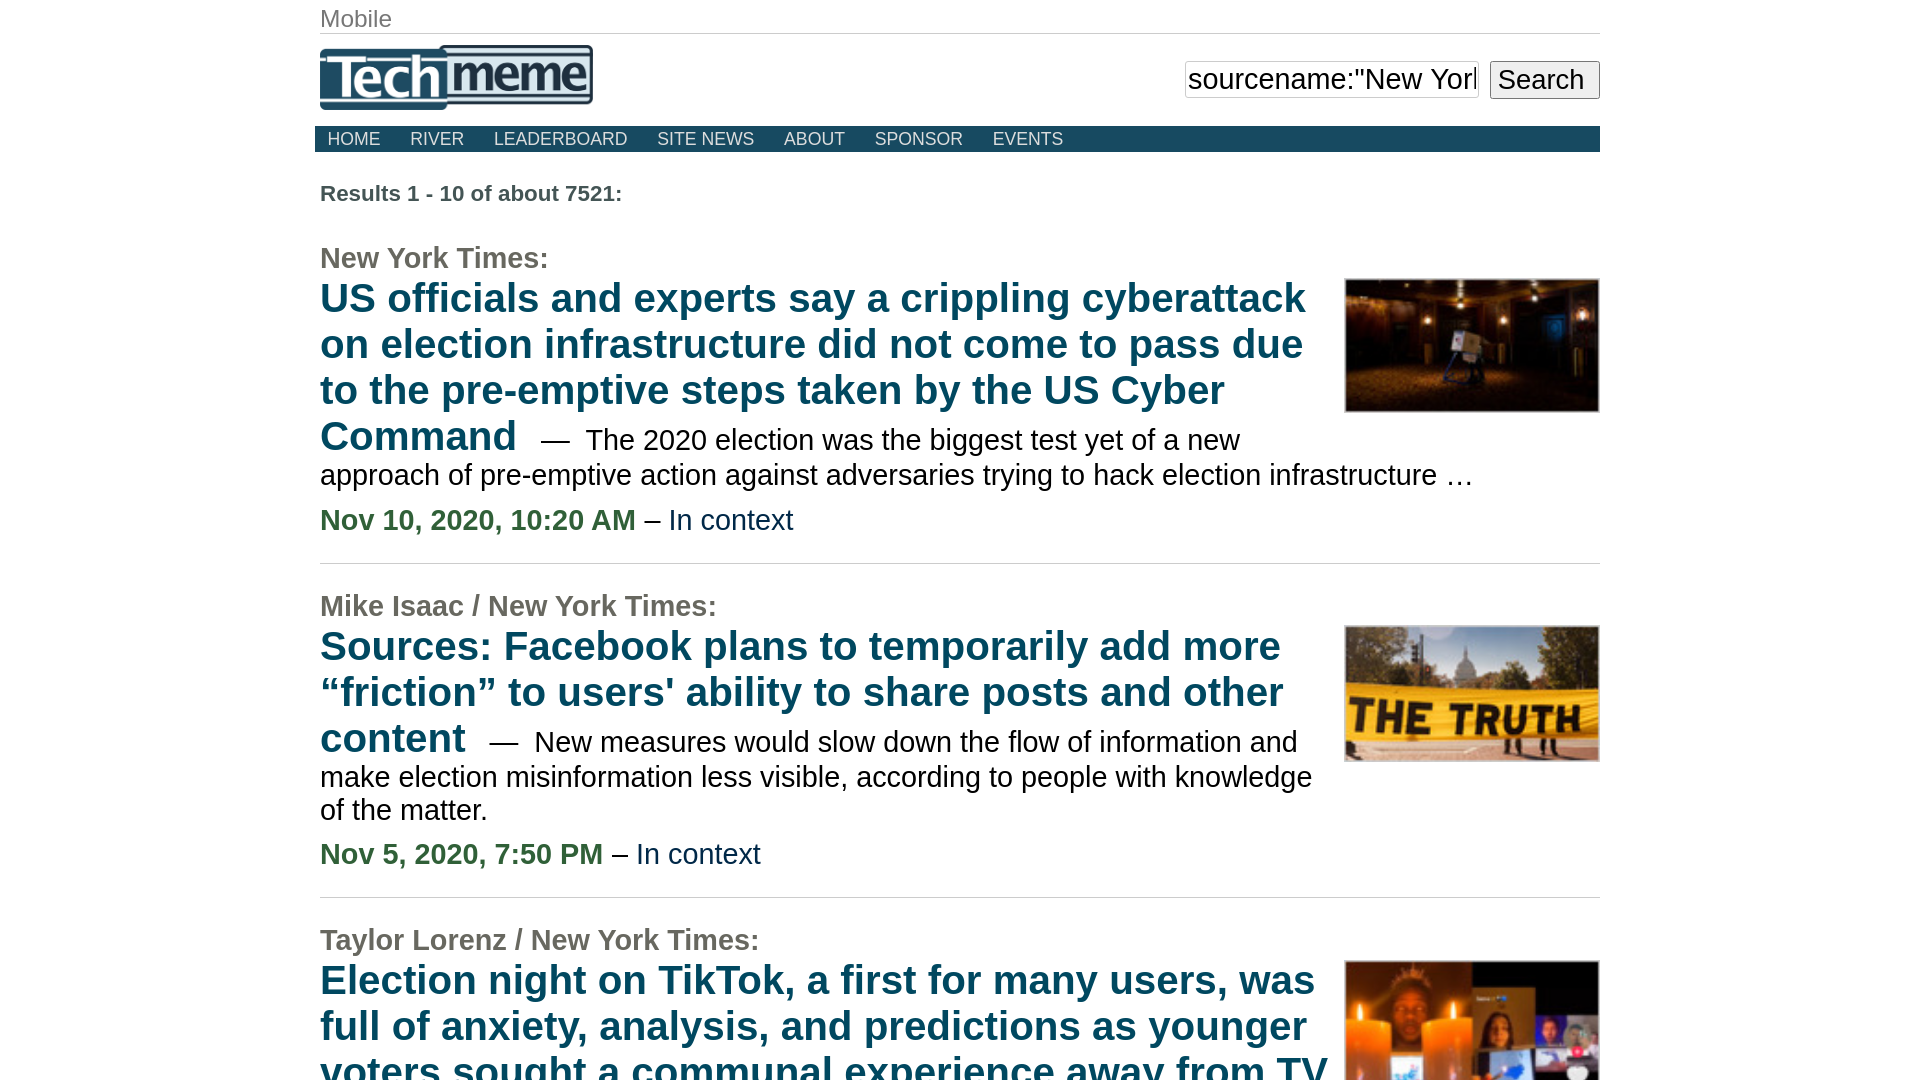 Mobile
Techmeme
sourcename:"New York
Search
HOME RIVER LEADERBOARD SITE NEWS ABOUT SPONSOR EVENTS
Results 1 - 10 of about 7521:
New York Times:
US officials and experts say a crippling cyberattack
on election infrastructure did not come to pass due
to the pre-emptive steps taken by the US Cyber
Command — The 2020 election was the biggest test yet of a new
approach of pre-emptive action against adversaries trying to hack election infrastructure …
Nov 10, 2020, 10:20 AM – In context
Mike Isaac / New York Times:
Sources: Facebook plans to temporarily add more
“friction” to users' ability to share posts and other
content — New measures would slow down the flow of information and
make election misinformation less visible, according to people with knowledge
of the matter.
THE TRUTH
Nov 5, 2020, 7:50 PM – In context
Taylor Lorenz / New York Times:
Election night on TikTok, a first for many users, was
full of anxiety, analysis, and predictions as younger
voters sought a communal experience away from TV